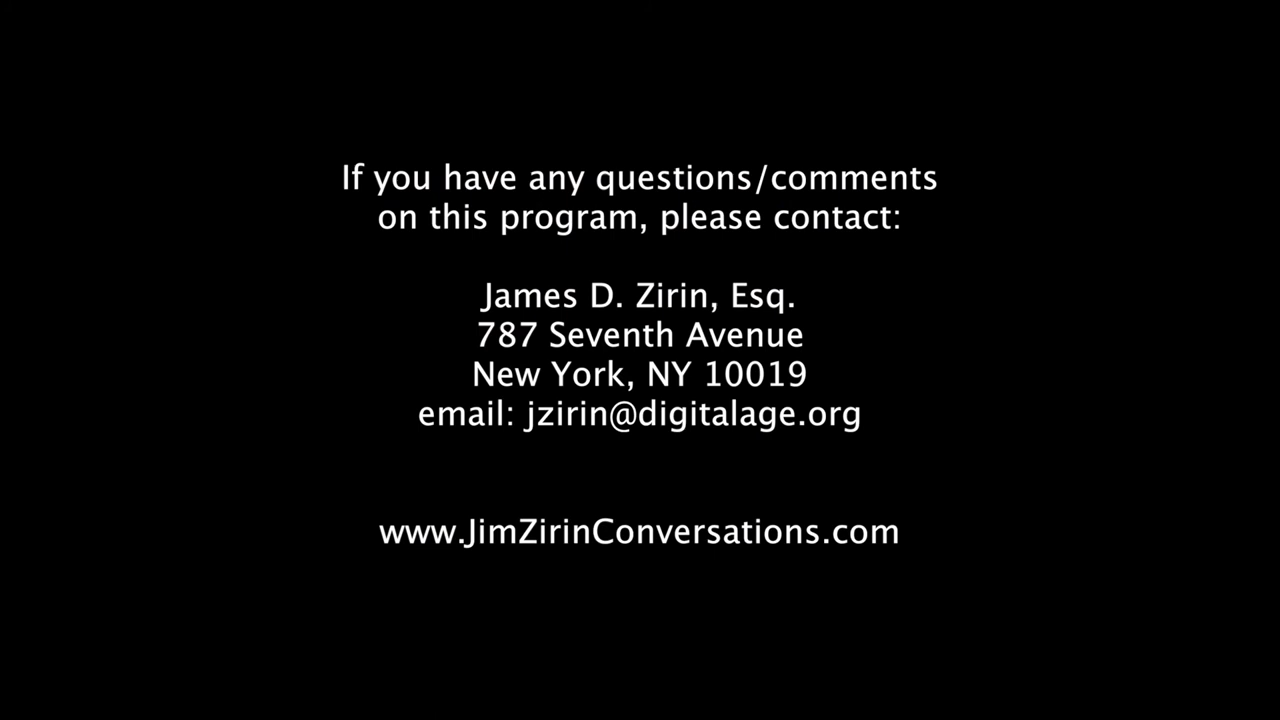 If you have any questions/comments
on this program, please contact:
James D. Zirin, Esq.
787 Seventh Avenue
New York, NY 10019
email: jzirin@digitalage.org
www.JimZirinConversations.com